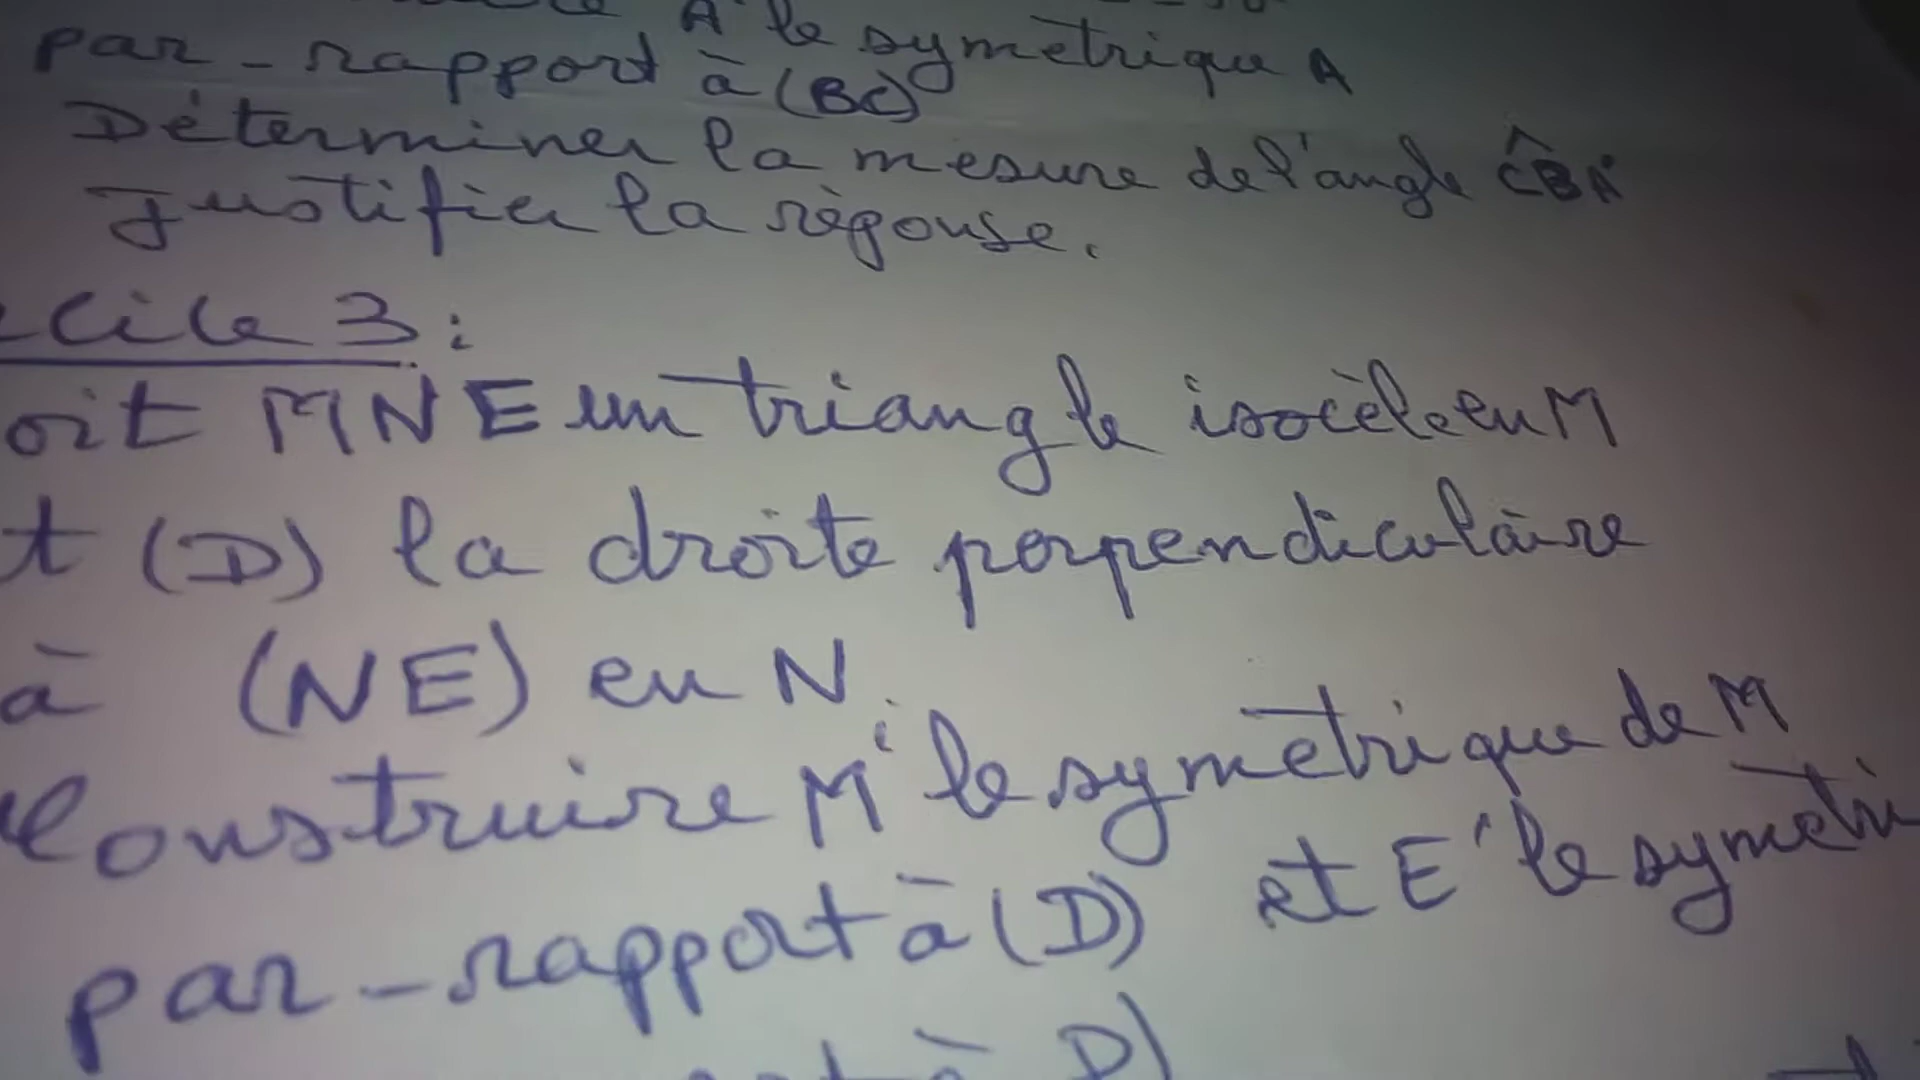 A' le symetrique A
par-rapport à (BC)
Déterminer la mesure de l'angle CBA'
Justifier la réponse.
cice 3:
oit MNE un triangle isocèle en M
t (D) la droite perpendiculaire
à (NE) en N.
Construire M' le symetrique de M
par-rapport à (D) et E' le symetri
à D)